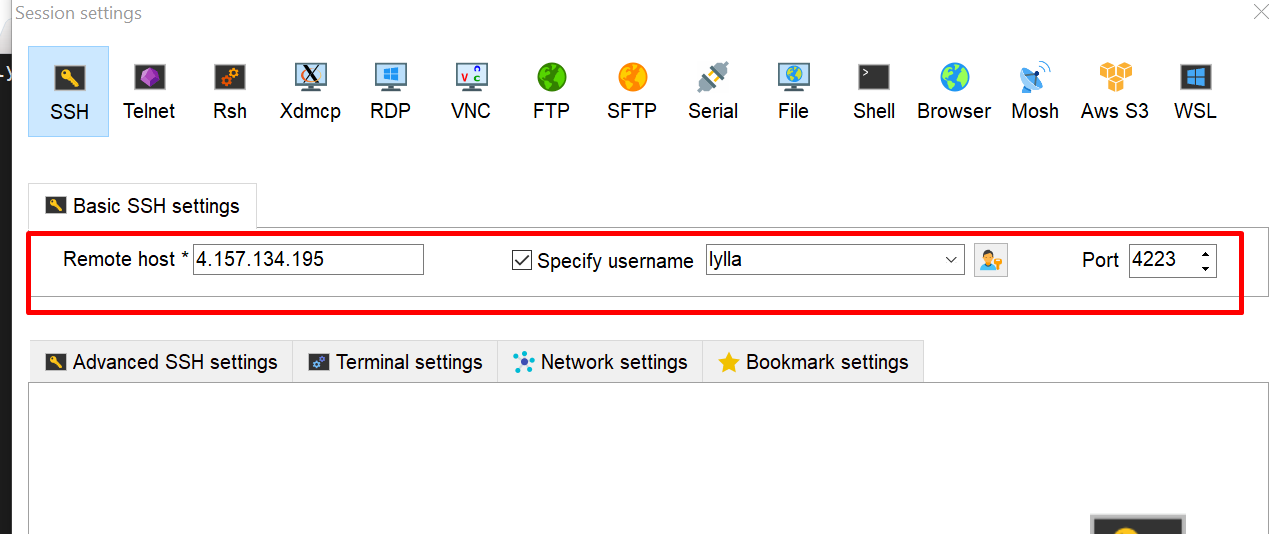 Session settings
SSH Telnet Rsh Xdmcp RDP VNC FTP SFTP Serial File Shell Browser Mosh Aws S3 WSL
Basic SSH settings
Remote host * 4.157.134.195 Specify username lylla Port 4223
Advanced SSH settings Terminal settings Network settings Bookmark settings